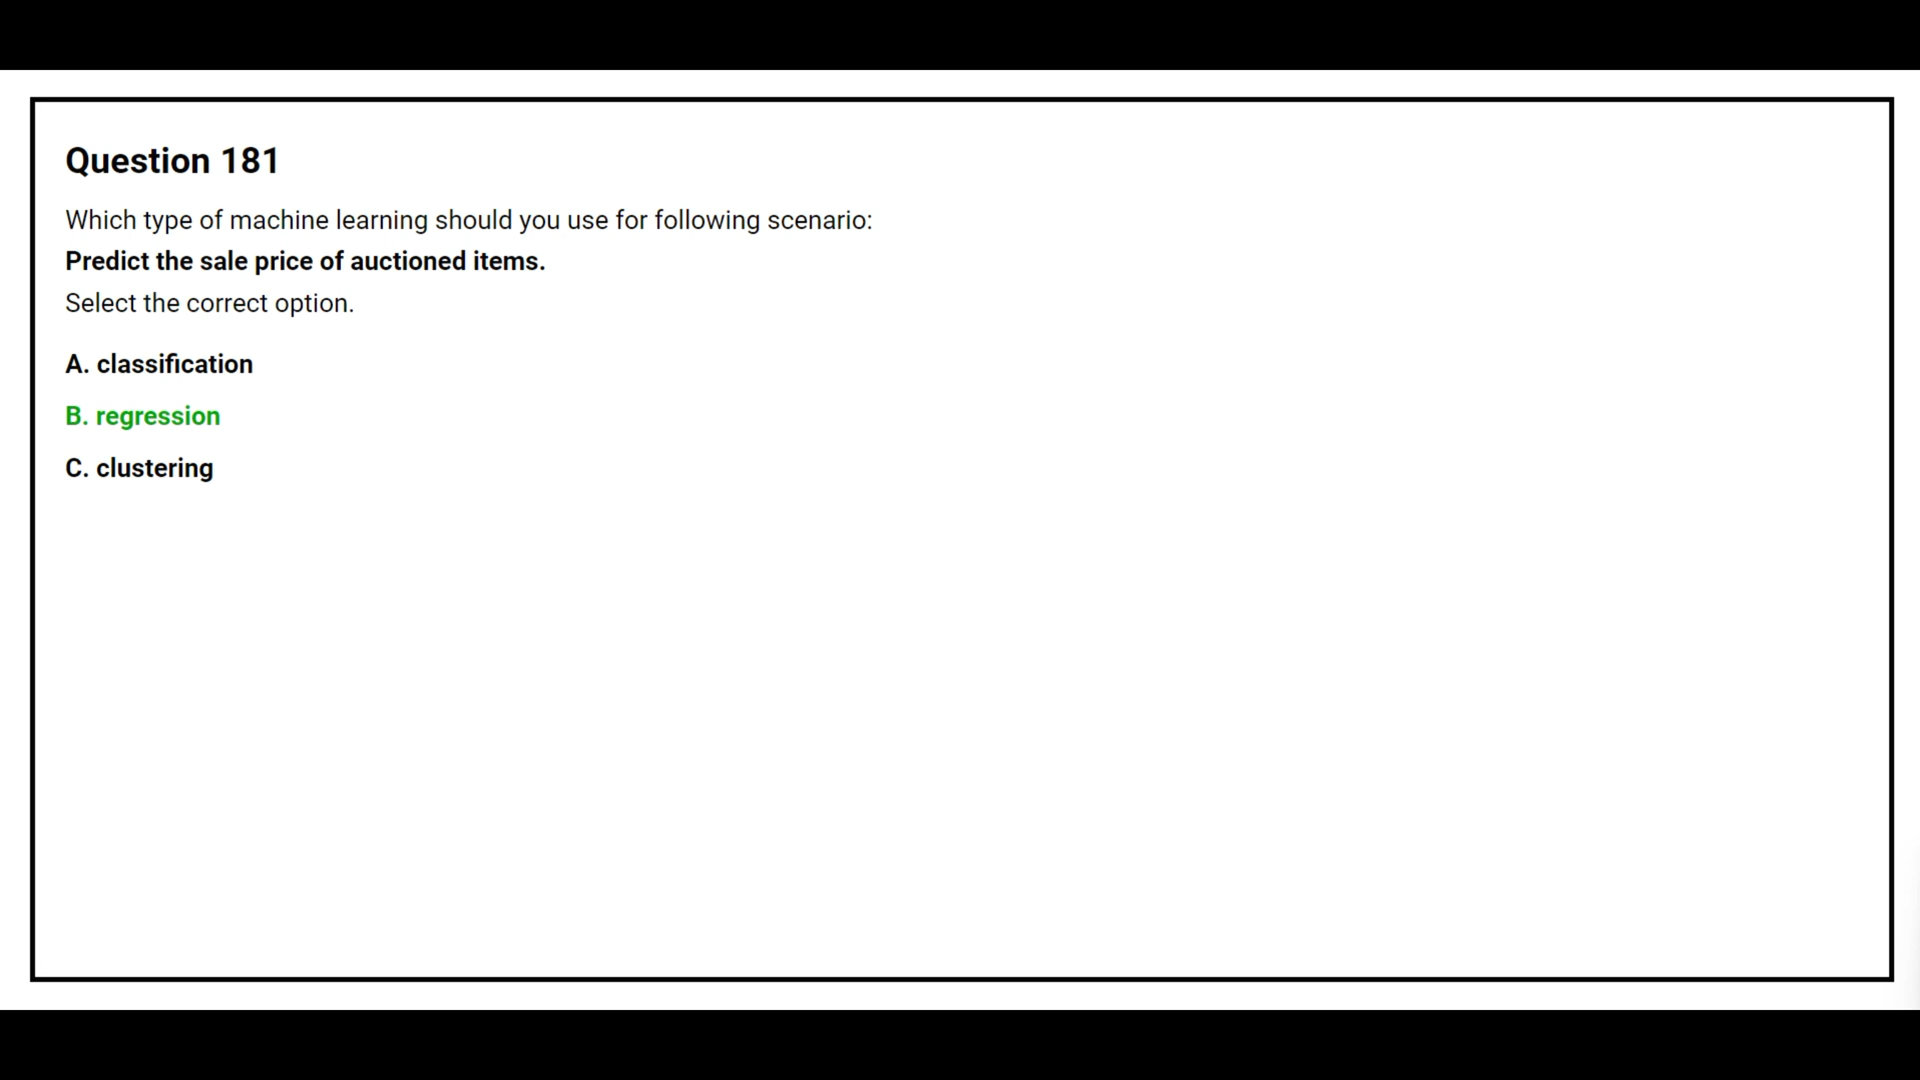 Question 181
Which type of machine learning should you use for following scenario:
Predict the sale price of auctioned items.
Select the correct option.
A. classification
B. regression
C. clustering